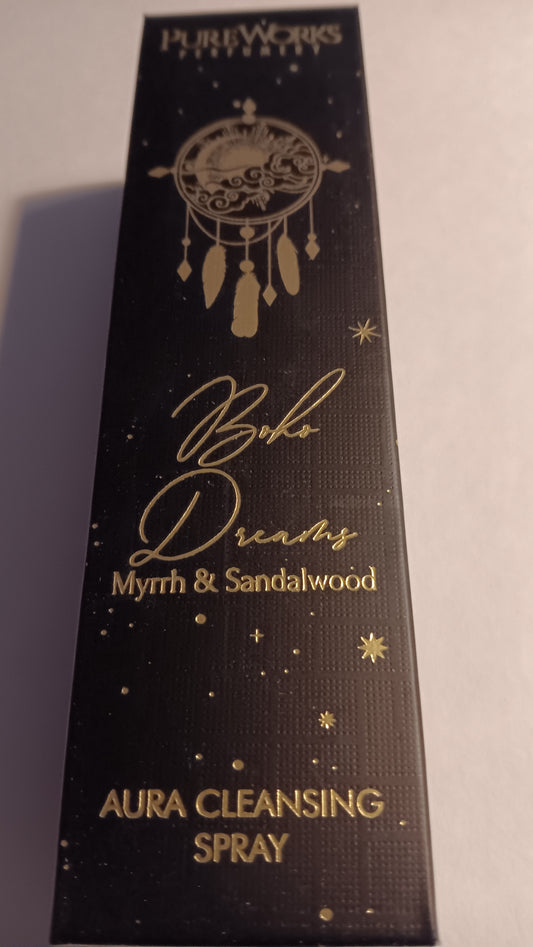 PUREWORKS
PERFUMERY
Boho
Dreams
Myrrh & Sandalwood
AURA CLEANSING
SPRAY